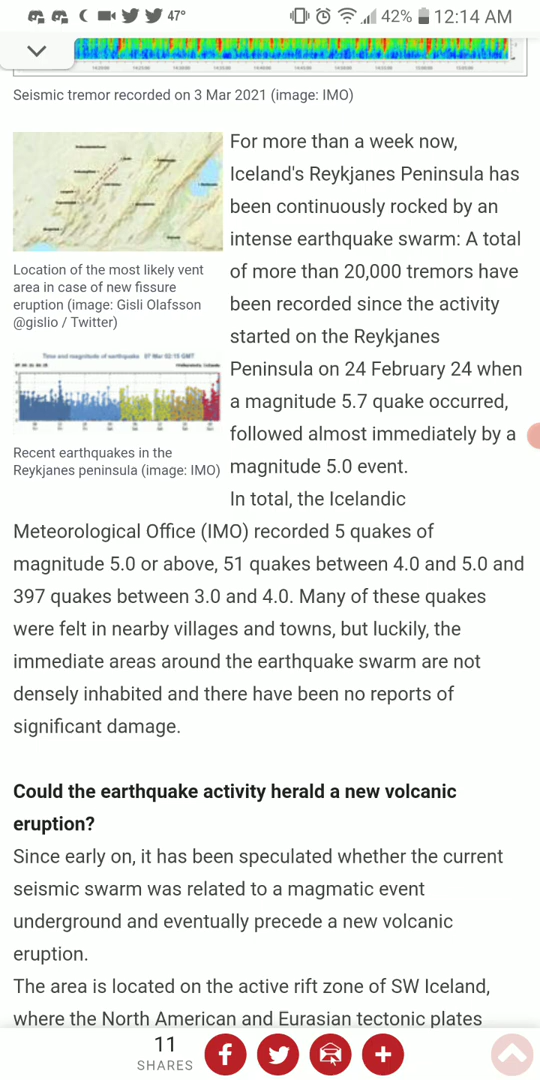 47° 42% 12:14 AM
Seismic tremor recorded on 3 Mar 2021 (image: IMO)
Location of the most likely vent
area in case of new fissure
eruption (image: Gisli Olafsson
@gislio / Twitter)
Time and magnitude of earthquake 07 Mar 02:15 GMT
Recent earthquakes in the
Reykjanes peninsula (image: IMO)
For more than a week now,
Iceland's Reykjanes Peninsula has
been continuously rocked by an
intense earthquake swarm: A total
of more than 20,000 tremors have
been recorded since the activity
started on the Reykjanes
Peninsula on 24 February 24 when
a magnitude 5.7 quake occurred,
followed almost immediately by a
magnitude 5.0 event.
In total, the Icelandic
Meteorological Office (IMO) recorded 5 quakes of
magnitude 5.0 or above, 51 quakes between 4.0 and 5.0 and
397 quakes between 3.0 and 4.0. Many of these quakes
were felt in nearby villages and towns, but luckily, the
immediate areas around the earthquake swarm are not
densely inhabited and there have been no reports of
significant damage.
Could the earthquake activity herald a new volcanic
eruption?
Since early on, it has been speculated whether the current
seismic swarm was related to a magmatic event
underground and eventually precede a new volcanic
eruption.
The area is located on the active rift zone of SW Iceland,
where the North American and Eurasian tectonic plates
11
SHARES